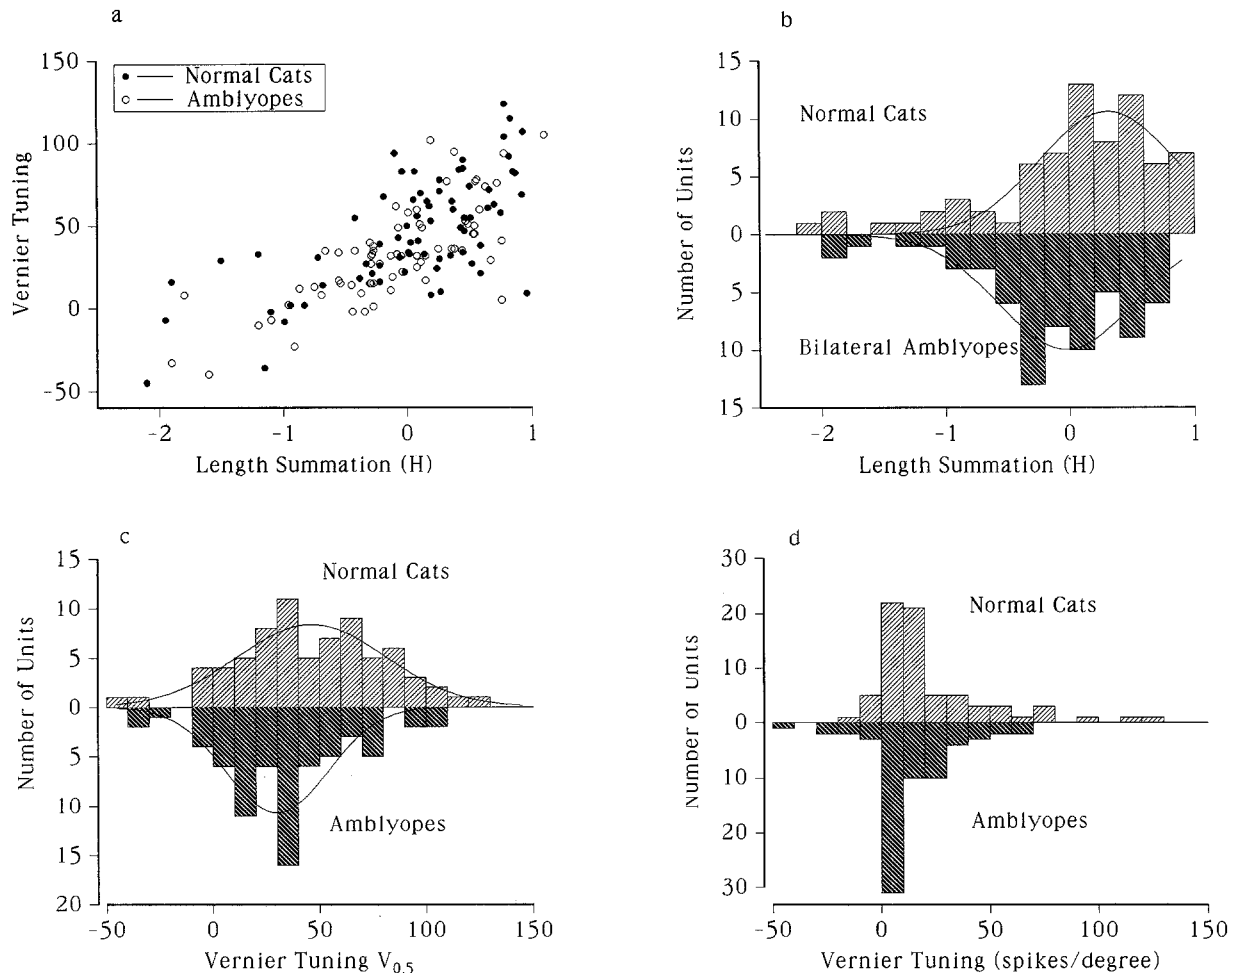 a
150
100
50
0
-50
Vernier Tuning
Normal Cats
Amblyopes
-2 -1 0 1
Length Summation (H)
b
15
10
5
0
5
10
15
Number of Units
Normal Cats
Bilateral Amblyopes
-2 -1 0 1
Length Summation (H)
c
15
10
5
0
5
10
15
20
Number of Units
Normal Cats
Amblyopes
-50 0 50 100 150
Vernier Tuning V0.5
d
30
20
10
0
10
20
30
Number of Units
Normal Cats
Amblyopes
-50 0 50 100 150
Vernier Tuning (spikes/degree)